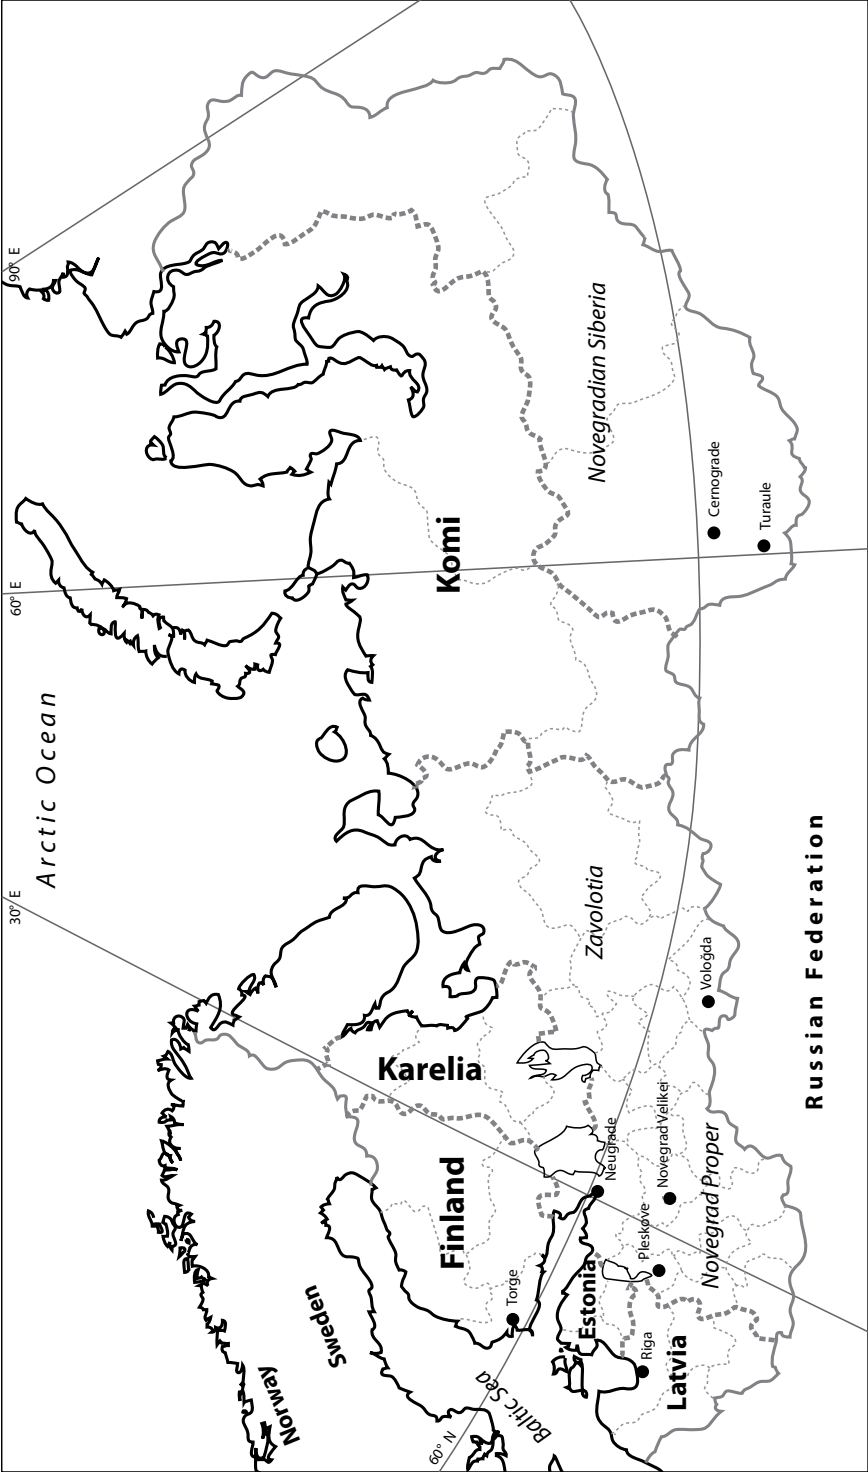 Arctic Ocean
30° E
60° E
90° E
Norway
Sweden
Baltic Sea
60° N
Finland
Torge
Karelia
Komi
Novegradian Siberia
Cernograde
Turaule
Zavolotia
Vologda
Neugrade
Novegrad Velikei
Pleskove
Novegrad Proper
Estonia
Riga
Latvia
Russian Federation